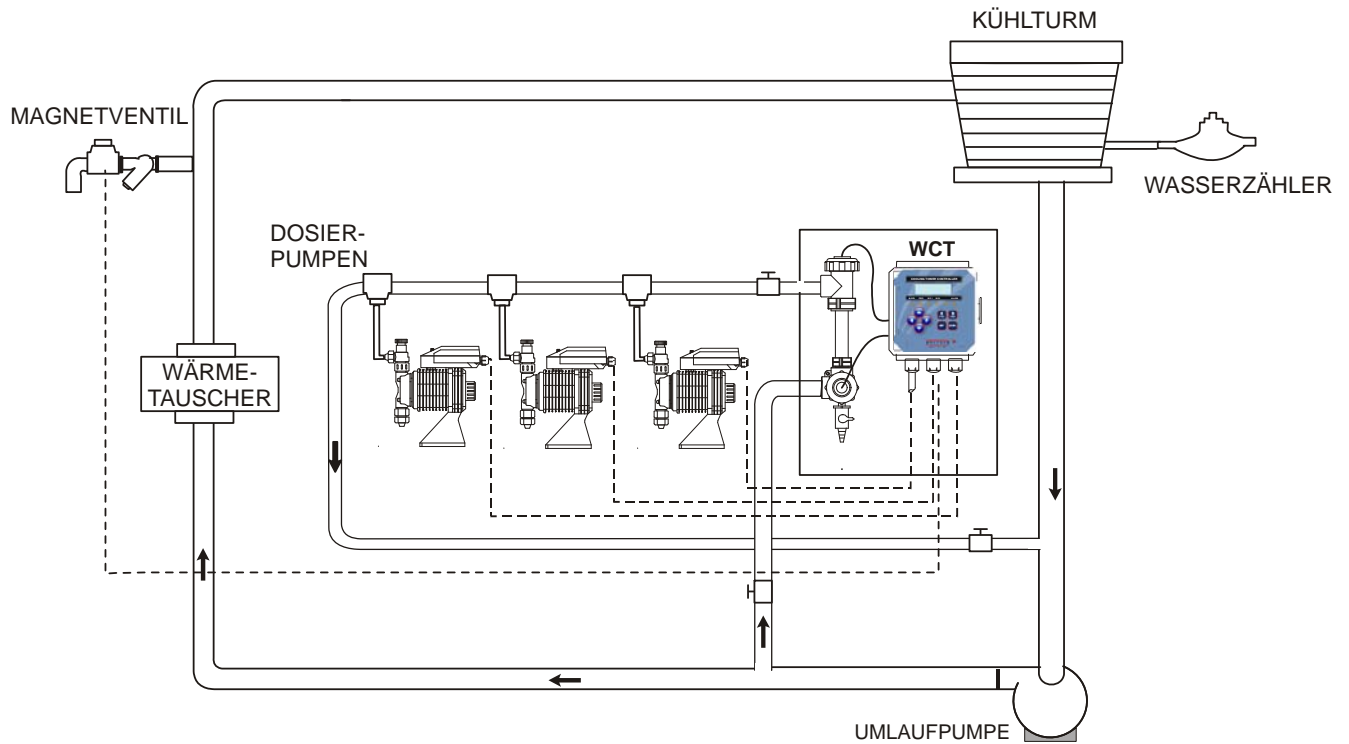 KÜHLTURM
MAGNETVENTIL
WASSERZÄHLER
DOSIER-
PUMPEN
WCT
WÄRME-
TAUSCHER
UMLAUFPUMPE